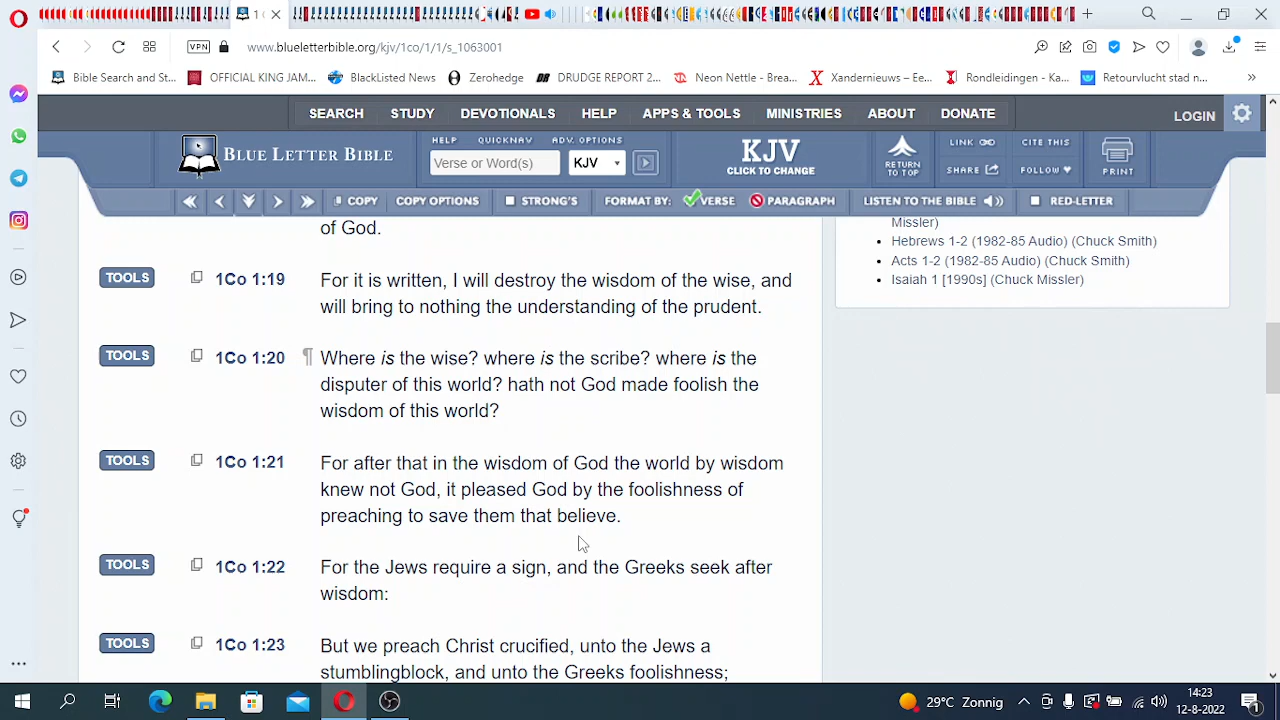 1
www.blueletterbible.org/kjv/1co/1/1/s_1063001
VPN
Bible Search and St...
OFFICIAL KING JAM...
BlackListed News
Zerohedge
DRUDGE REPORT 2...
Neon Nettle - Brea...
Xandernieuws – Ee...
Rondleidingen - Ka...
Retourvlucht stad n...
»
SEARCH
STUDY
DEVOTIONALS
HELP
APPS & TOOLS
MINISTRIES
ABOUT
DONATE
LOGIN
BLUE LETTER BIBLE
HELP
QUICKNAV
ADV. OPTIONS
Verse or Word(s)
KJV
KJV
CLICK TO CHANGE
RETURN
TO TOP
LINK
CITE THIS
SHARE
FOLLOW
PRINT
COPY
COPY OPTIONS
STRONG'S
FORMAT BY:
VERSE
PARAGRAPH
LISTEN TO THE BIBLE
RED-LETTER
of God.
TOOLS
1Co 1:19
For it is written, I will destroy the wisdom of the wise, and
will bring to nothing the understanding of the prudent.
TOOLS
1Co 1:20
¶ Where is the wise? where is the scribe? where is the
disputer of this world? hath not God made foolish the
wisdom of this world?
TOOLS
1Co 1:21
For after that in the wisdom of God the world by wisdom
knew not God, it pleased God by the foolishness of
preaching to save them that believe.
TOOLS
1Co 1:22
For the Jews require a sign, and the Greeks seek after
wisdom:
TOOLS
1Co 1:23
But we preach Christ crucified, unto the Jews a
stumblingblock, and unto the Greeks foolishness;
Missler)
Hebrews 1-2 (1982-85 Audio) (Chuck Smith)
Acts 1-2 (1982-85 Audio) (Chuck Smith)
Isaiah 1 [1990s] (Chuck Missler)
29°C Zonnig
14:23
12-8-2022
1